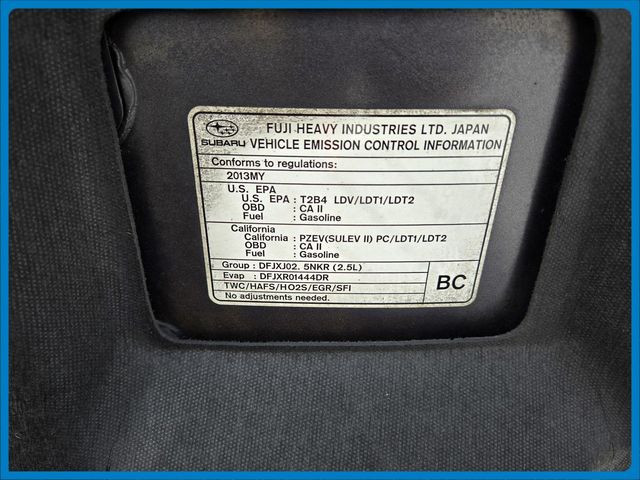 FUJI HEAVY INDUSTRIES LTD. JAPAN
SUBARU VEHICLE EMISSION CONTROL INFORMATION
Conforms to regulations:
2013MY
U.S. EPA
U.S. EPA : T2B4 LDV/LDT1/LDT2
OBD : CA II
Fuel : Gasoline
California
California : PZEV(SULEV II) PC/LDT1/LDT2
OBD : CA II
Fuel : Gasoline
Group : DFJXJ02. 5NKR (2.5L)
Evap : DFJXR01444DR
TWC/HAFS/HO2S/EGR/SFI
No adjustments needed.
BC